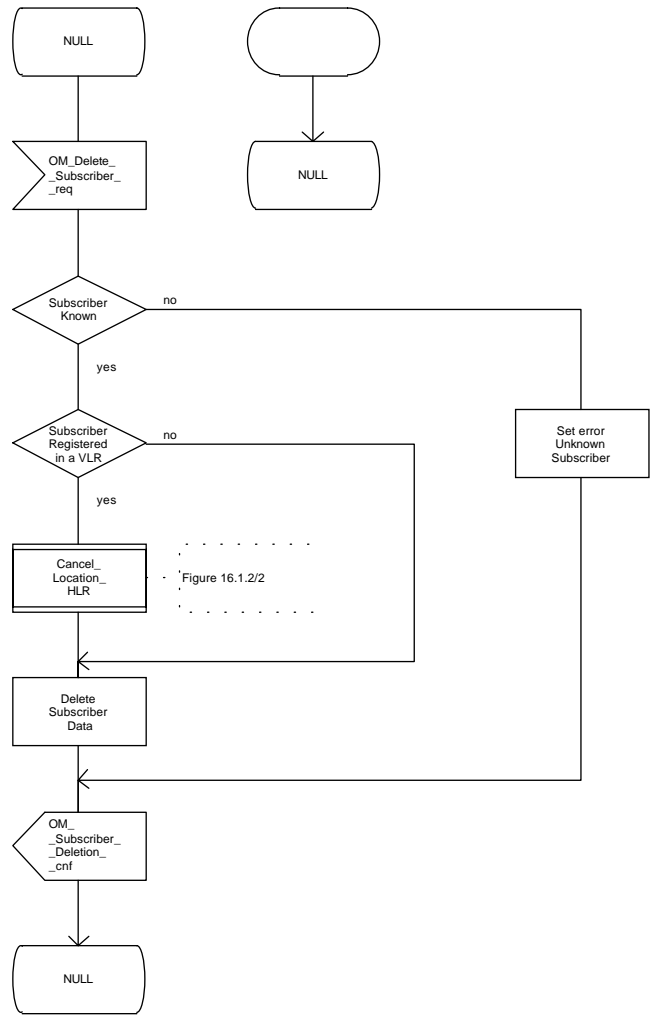 NULL
OM_Delete_
_Subscriber_
_req
NULL
Subscriber
Known
no
yes
Subscriber
Registered
in a VLR
no
Set error
Unknown
Subscriber
yes
Cancel_
Location_
HLR
Figure 16.1.2/2
Delete
Subscriber
Data
OM_
_Subscriber_
_Deletion_
_cnf
NULL